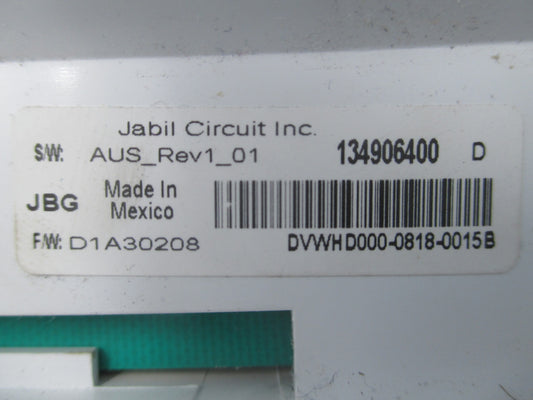 Jabil Circuit Inc.
S/W: AUS_Rev1_01 134906400 D
JBG Made In
Mexico
F/W: D1A30208 DVWHD000-0818-0015B